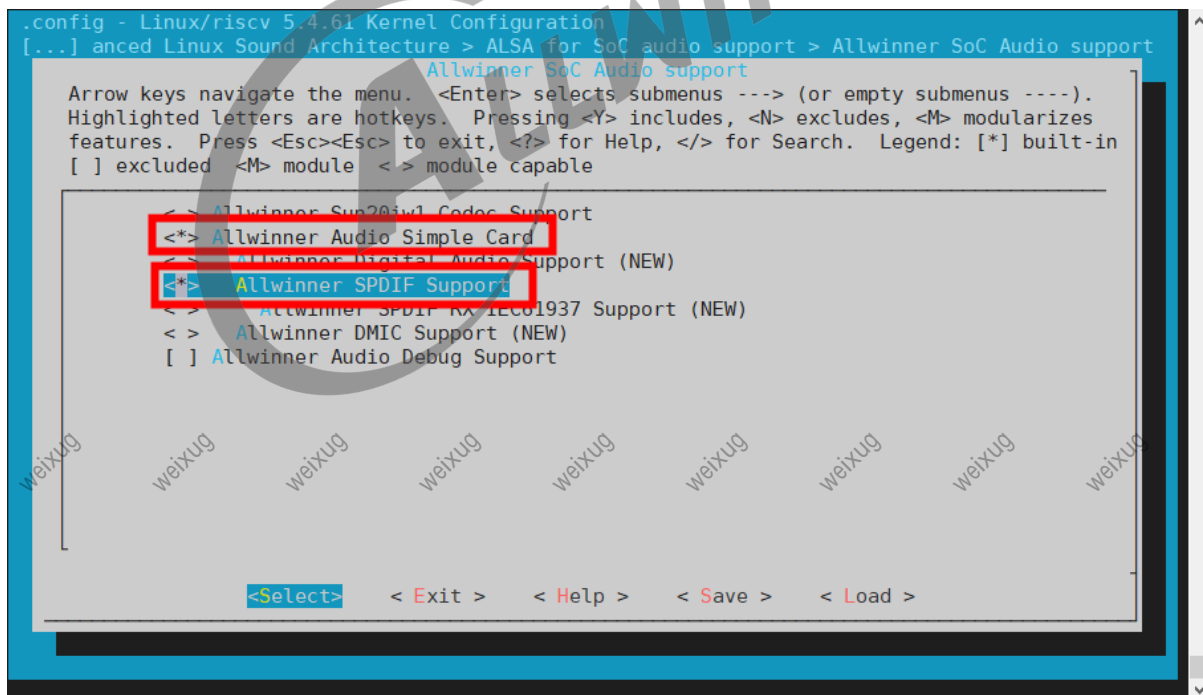 .config - Linux/riscv 5.4.61 Kernel Configuration
[...] anced Linux Sound Architecture > ALSA for SoC audio support > Allwinner SoC Audio support
Allwinner SoC Audio support
Arrow keys navigate the menu. <Enter> selects submenus ---> (or empty submenus ----).
Highlighted letters are hotkeys. Pressing <Y> includes, <N> excludes, <M> modularizes
features. Press <Esc><Esc> to exit, <?> for Help, </> for Search. Legend: [*] built-in
[ ] excluded <M> module < > module capable
< > Allwinner Sun20iw1 Codec Support
<*> Allwinner Audio Simple Card
< > Allwinner Digital Audio Support (NEW)
<*> Allwinner SPDIF Support
< > Allwinner SPDIF RX IEC61937 Support (NEW)
< > Allwinner DMIC Support (NEW)
[ ] Allwinner Audio Debug Support
weixug weixug weixug weixug weixug weixug weixug weixug weixug
<Select> < Exit > < Help > < Save > < Load >